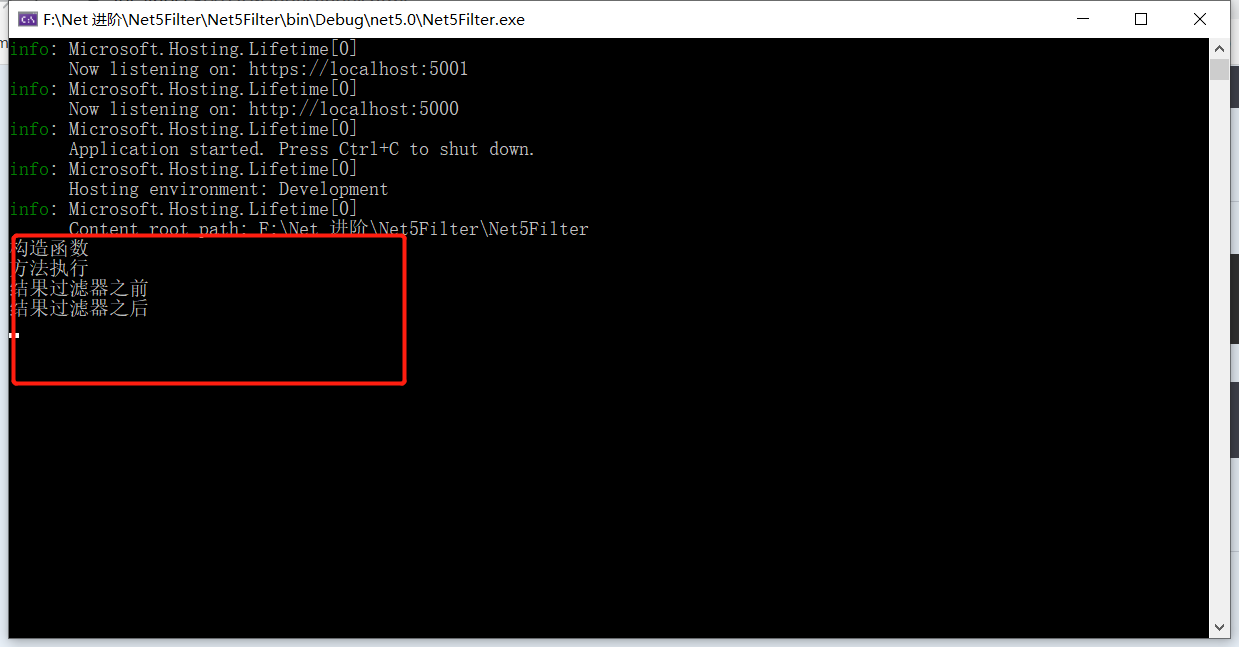 F:\Net 进阶\Net5Filter\Net5Filter\bin\Debug\net5.0\Net5Filter.exe
info: Microsoft.Hosting.Lifetime[0]
Now listening on: https://localhost:5001
info: Microsoft.Hosting.Lifetime[0]
Now listening on: http://localhost:5000
info: Microsoft.Hosting.Lifetime[0]
Application started. Press Ctrl+C to shut down.
info: Microsoft.Hosting.Lifetime[0]
Hosting environment: Development
info: Microsoft.Hosting.Lifetime[0]
Content root path: F:\Net 进阶\Net5Filter\Net5Filter
构造函数
方法执行
结果过滤器之前
结果过滤器之后